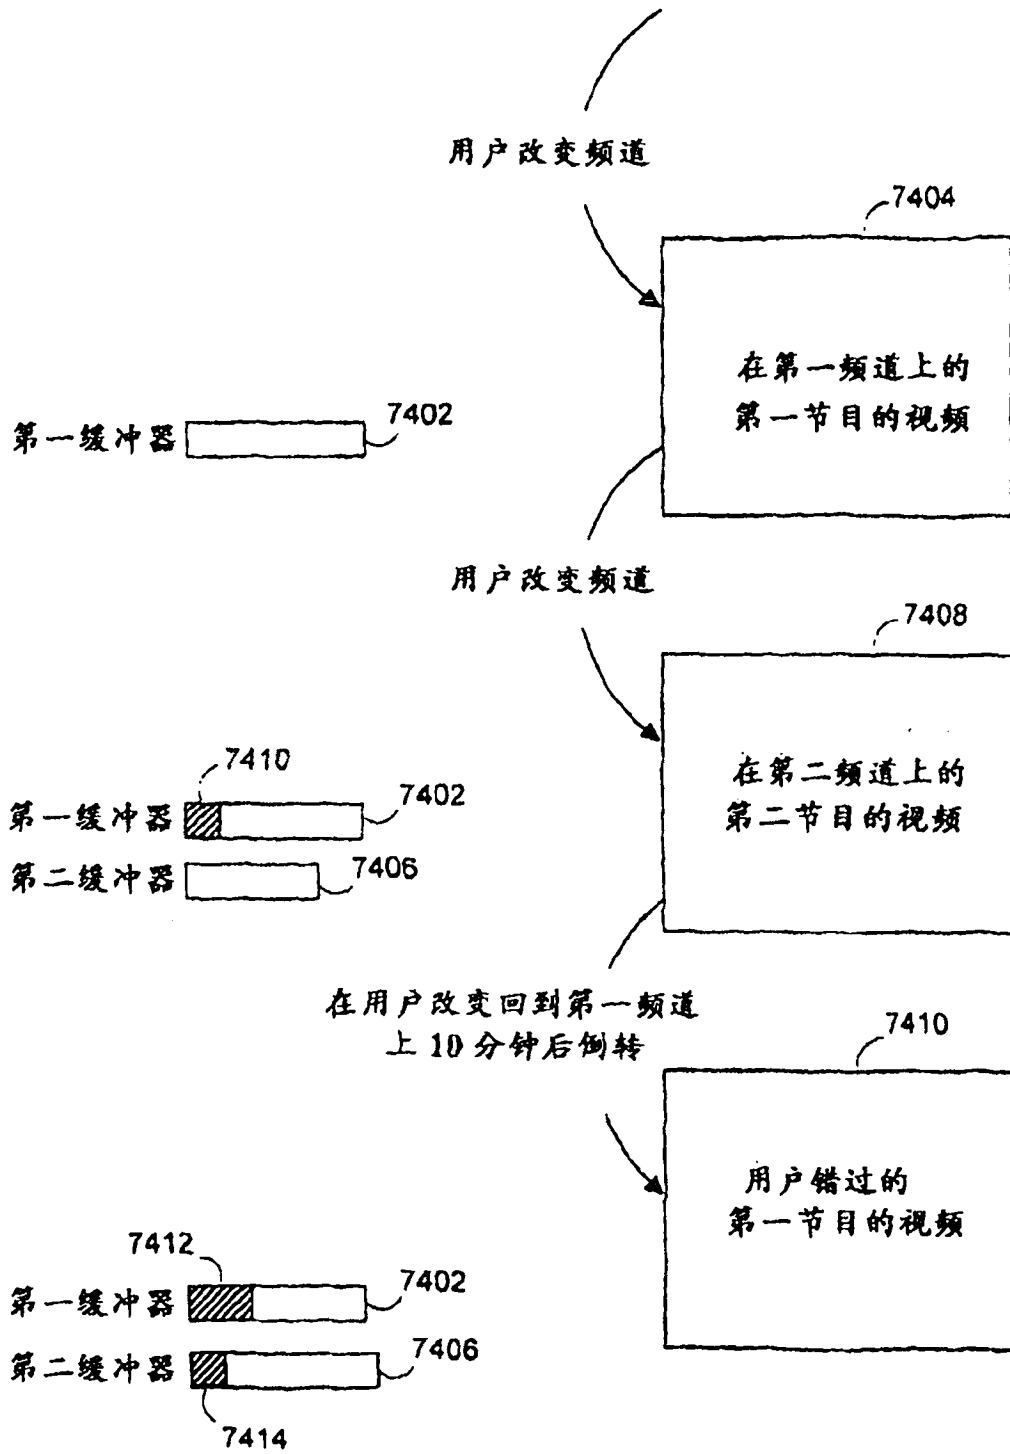 用户改变频道
7404
在第一频道上的
第一节目的视频
第一缓冲器
7402
用户改变频道
7408
在第二频道上的
第二节目的视频
7410
第一缓冲器
7402
第二缓冲器
7406
在用户改变回到第一频道
上 10 分钟后倒转
7410
用户错过的
第一节目的视频
7412
第一缓冲器
7402
第二缓冲器
7406
7414